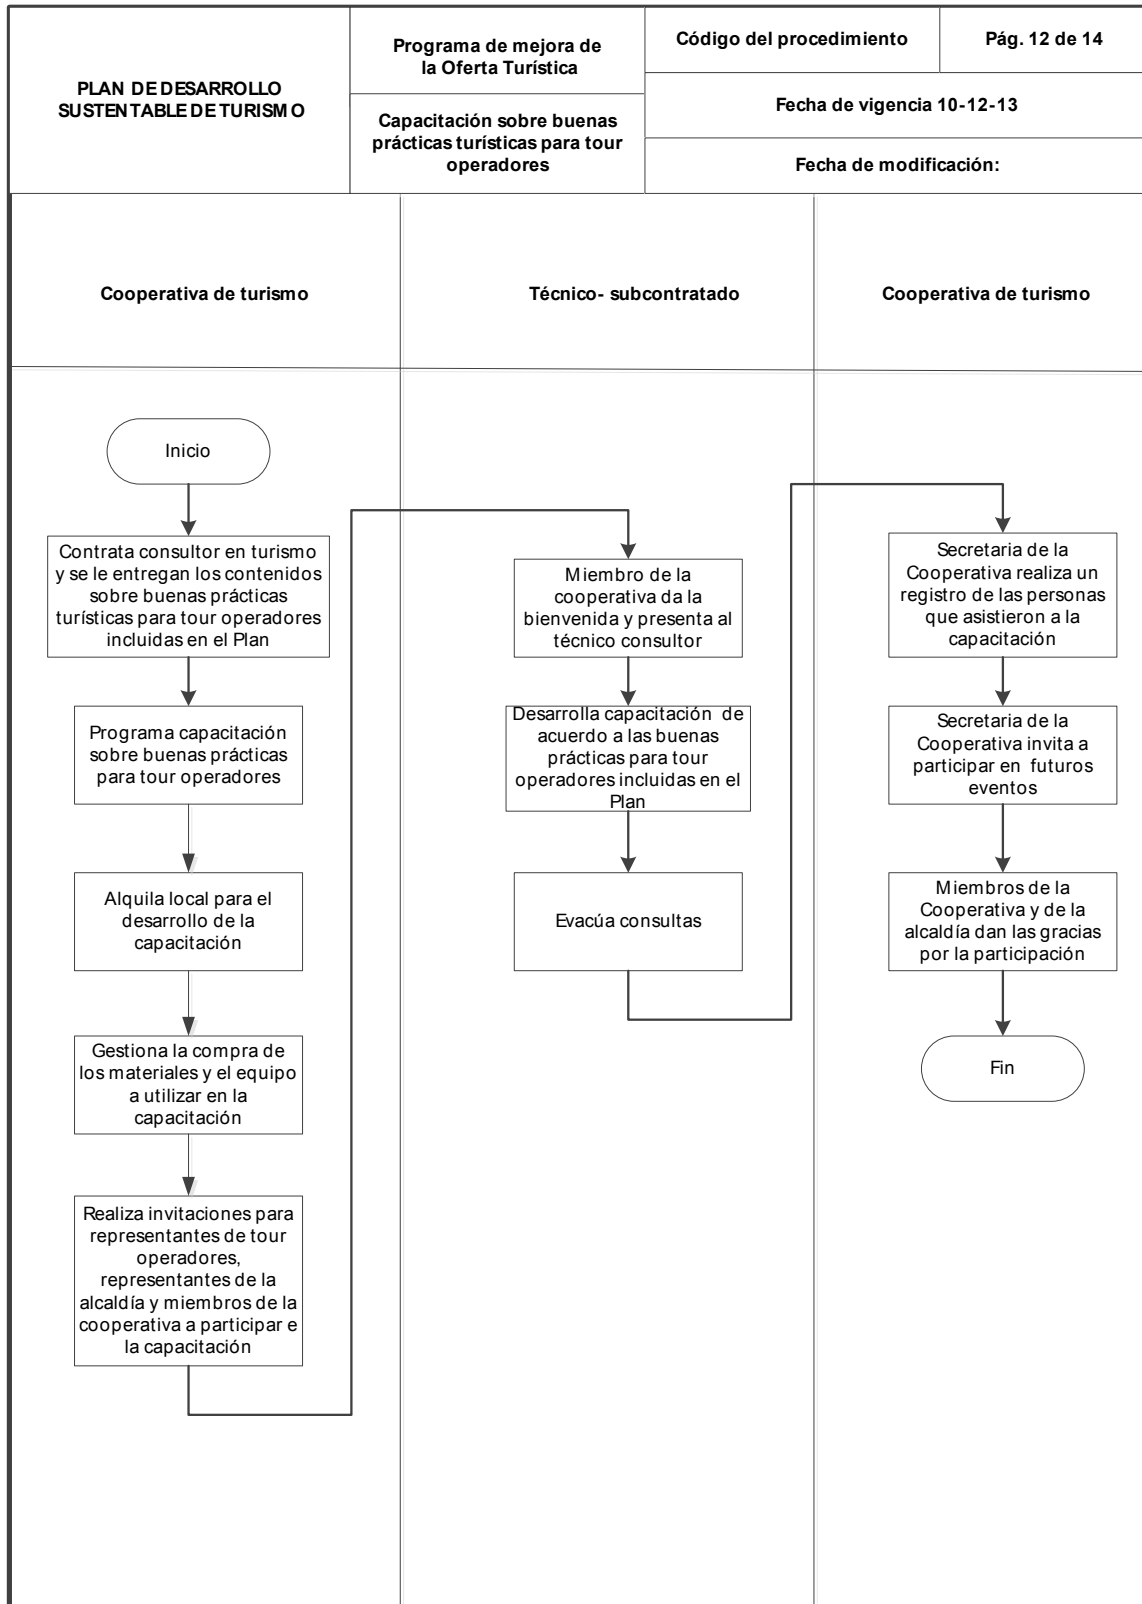 PLAN DE DESARROLLO
SUSTENTABLE DE TURISMO
Programa de mejora de
la Oferta Turística
Capacitación sobre buenas
prácticas turísticas para tour
operadores
Código del procedimiento
Pág. 12 de 14
Fecha de vigencia 10-12-13
Fecha de modificación:
Cooperativa de turismo
Técnico- subcontratado
Cooperativa de turismo
Inicio
Contrata consultor en turismo
y se le entregan los contenidos
sobre buenas prácticas
turísticas para tour operadores
incluidas en el Plan
Programa capacitación
sobre buenas prácticas
para tour operadores
Alquila local para el
desarrollo de la
capacitación
Gestiona la compra de
los materiales y el equipo
a utilizar en la
capacitación
Realiza invitaciones para
representantes de tour
operadores,
representantes de la
alcaldía y miembros de la
cooperativa a participar e
la capacitación
Miembro de la
cooperativa da la
bienvenida y presenta al
técnico consultor
Desarrolla capacitación de
acuerdo a las buenas
prácticas para tour
operadores incluidas en el
Plan
Evacúa consultas
Secretaria de la
Cooperativa realiza un
registro de las personas
que asistieron a la
capacitación
Secretaria de la
Cooperativa invita a
participar en futuros
eventos
Miembros de la
Cooperativa y de la
alcaldía dan las gracias
por la participación
Fin